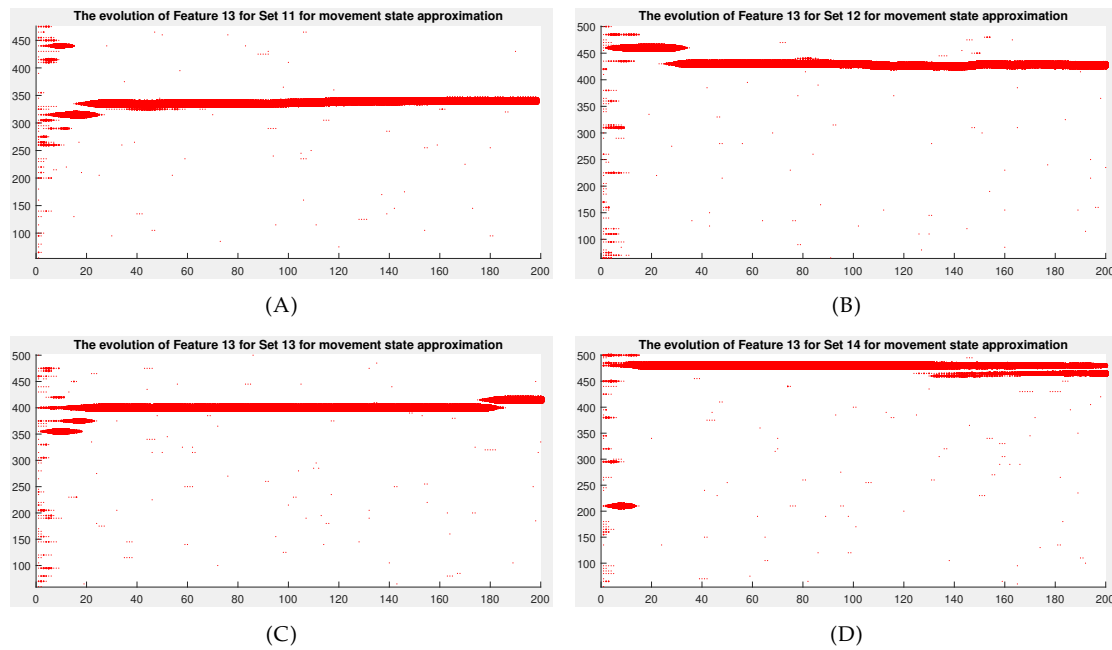 The evolution of Feature 13 for Set 11 for movement state approximation
450
400
350
300
250
200
150
100
0 20 40 60 80 100 120 140 160 180 200
(A)
The evolution of Feature 13 for Set 12 for movement state approximation
500
450
400
350
300
250
200
150
100
0 20 40 60 80 100 120 140 160 180 200
(B)
The evolution of Feature 13 for Set 13 for movement state approximation
500
450
400
350
300
250
200
150
100
0 20 40 60 80 100 120 140 160 180 200
(C)
The evolution of Feature 13 for Set 14 for movement state approximation
500
450
400
350
300
250
200
150
100
0 20 40 60 80 100 120 140 160 180 200
(D)